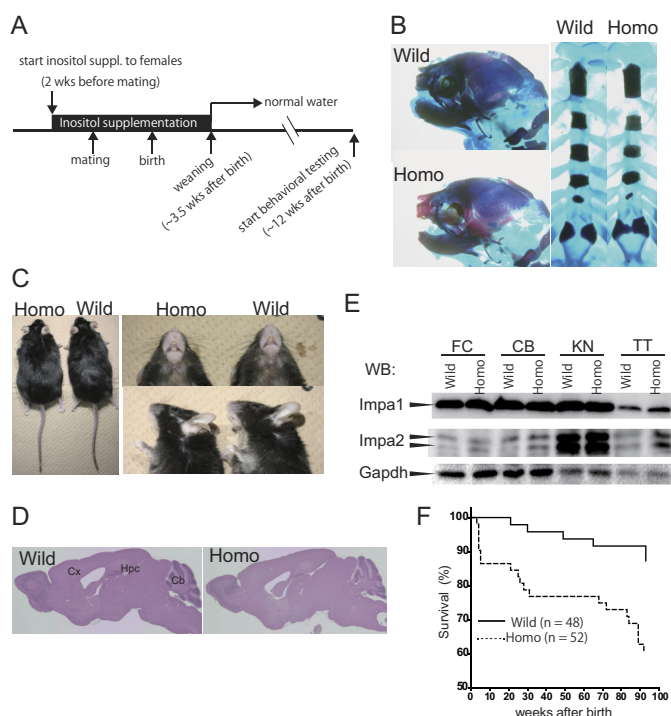 A
start inositol suppl. to females
(2 wks before mating)
normal water
Inositol supplementation
mating
birth
weaning
(~3.5 wks after birth)
start behavioral testing
(~12 wks after birth)
B
Wild
Homo
Wild Homo
C
Homo Wild
Homo Wild
D
Wild
Cx
Hpc
Cb
Homo
E
FC CB KN TT
WB:
Wild Homo Wild Homo Wild Homo Wild Homo
Impa1
Impa2
Gapdh
F
Survival (%)
100
90
80
70
60
50
Wild (n = 48)
Homo (n = 52)
0 10 20 30 40 50 60 70 80 90 100
weeks after birth